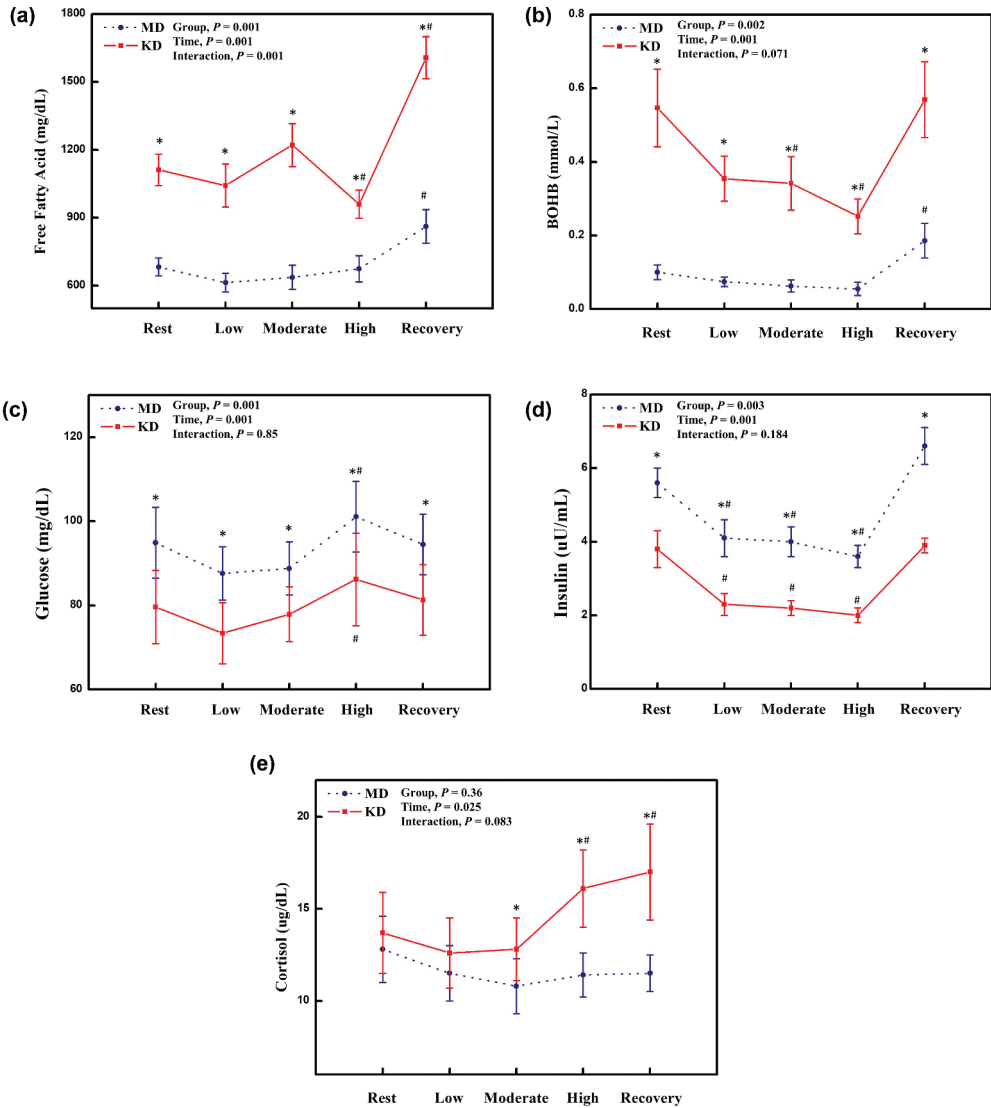 (a)
1800
1500
1200
900
600
Free Fatty Acid (mg/dL)
MD
KD
Group, P = 0.001
Time, P = 0.001
Interaction, P = 0.001
*
*
*
*#
*#
#
Rest Low Moderate High Recovery
(b)
0.8
0.6
0.4
0.2
0.0
BOHB (mmol/L)
MD
KD
Group, P = 0.002
Time, P = 0.001
Interaction, P = 0.071
*
*
*#
*#
*
#
Rest Low Moderate High Recovery
(c)
120
100
80
60
Glucose (mg/dL)
MD
KD
Group, P = 0.001
Time, P = 0.001
Interaction, P = 0.85
*
*
*
*#
*
#
Rest Low Moderate High Recovery
(d)
8
6
4
2
0
Insulin (uU/mL)
MD
KD
Group, P = 0.003
Time, P = 0.001
Interaction, P = 0.184
*
*#
*#
*#
*
#
#
#
Rest Low Moderate High Recovery
(e)
20
15
10
Cortisol (ug/dL)
MD
KD
Group, P = 0.36
Time, P = 0.025
Interaction, P = 0.083
*
*#
*#
Rest Low Moderate High Recovery